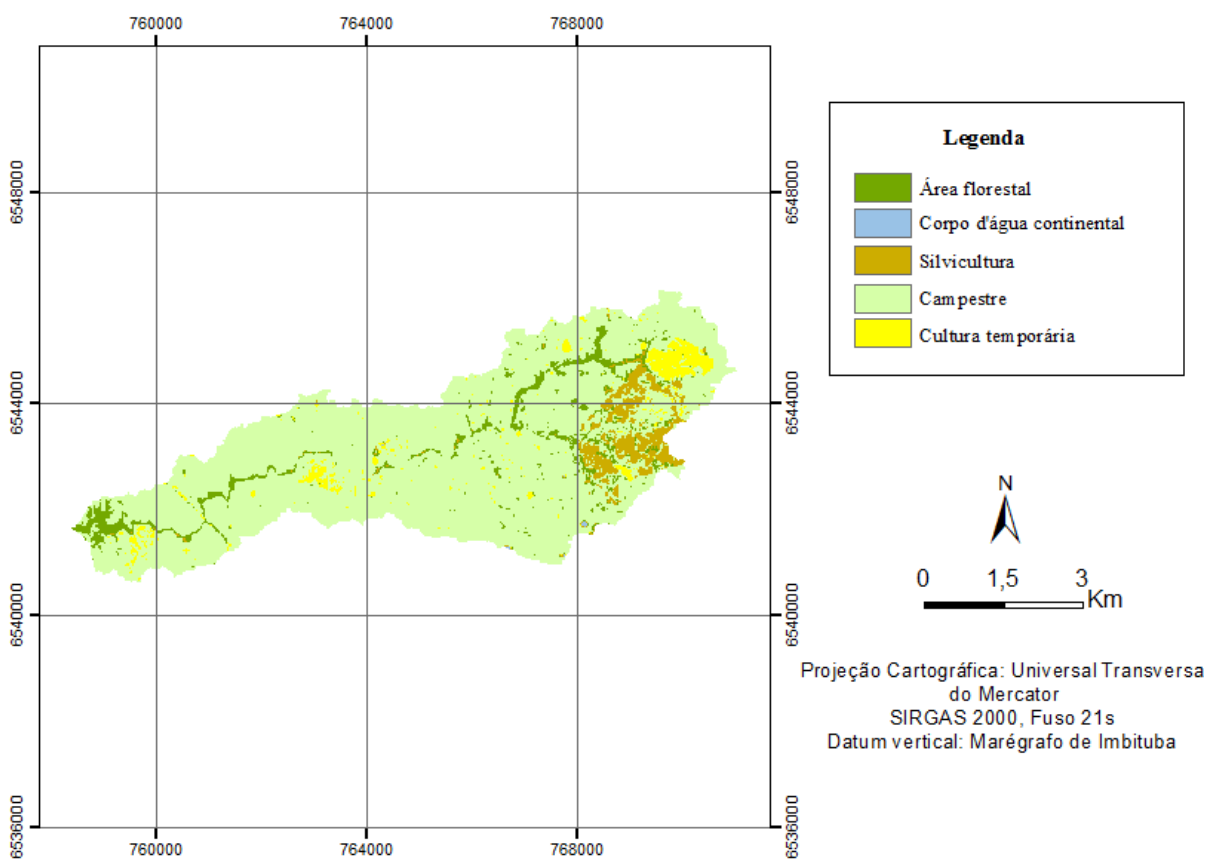 760000
764000
768000
6548000
6548000
6544000
6544000
6540000
6540000
6536000
6536000
760000
764000
768000
Legenda
Área florestal
Corpo d'água continental
Silvicultura
Campestre
Cultura temporária
N
0 1,5 3
Km
Projeção Cartográfica: Universal Transversa
do Mercator
SIRGAS 2000, Fuso 21s
Datum vertical: Marégrafo de Imbituba